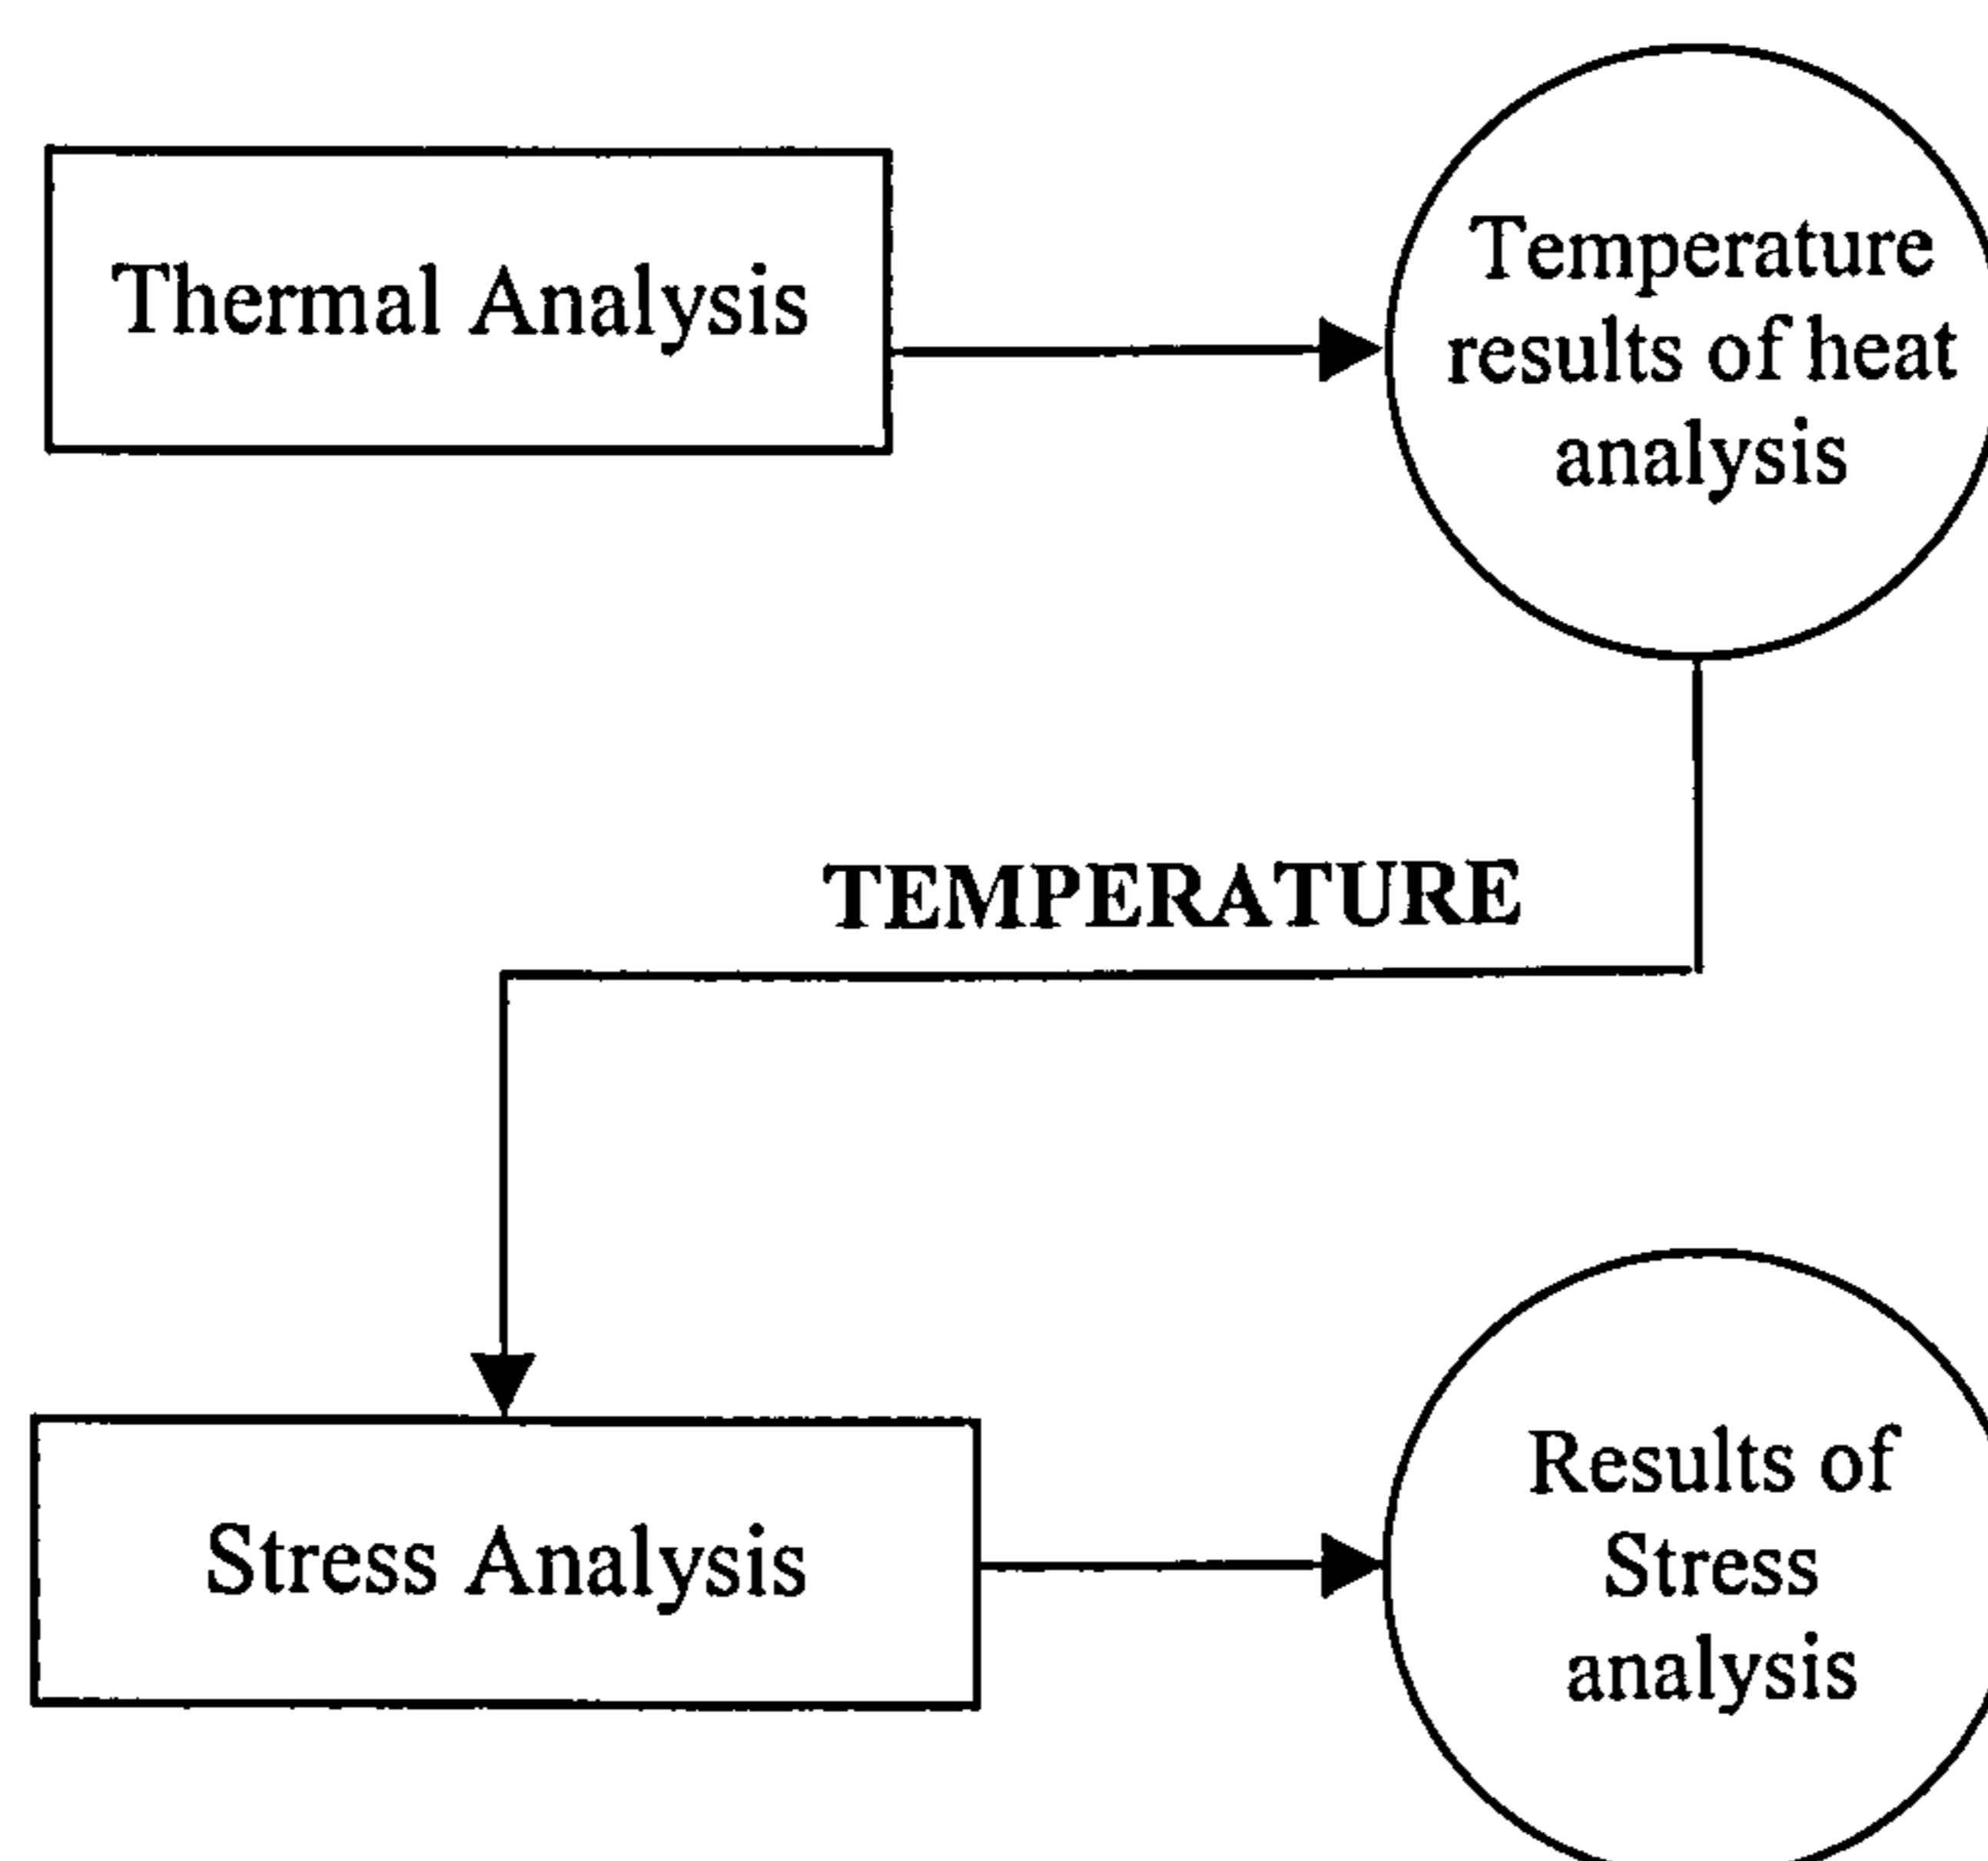 Thermal Analysis
Temperature
results of heat
analysis
TEMPERATURE
Stress Analysis
Results of
Stress
analysis